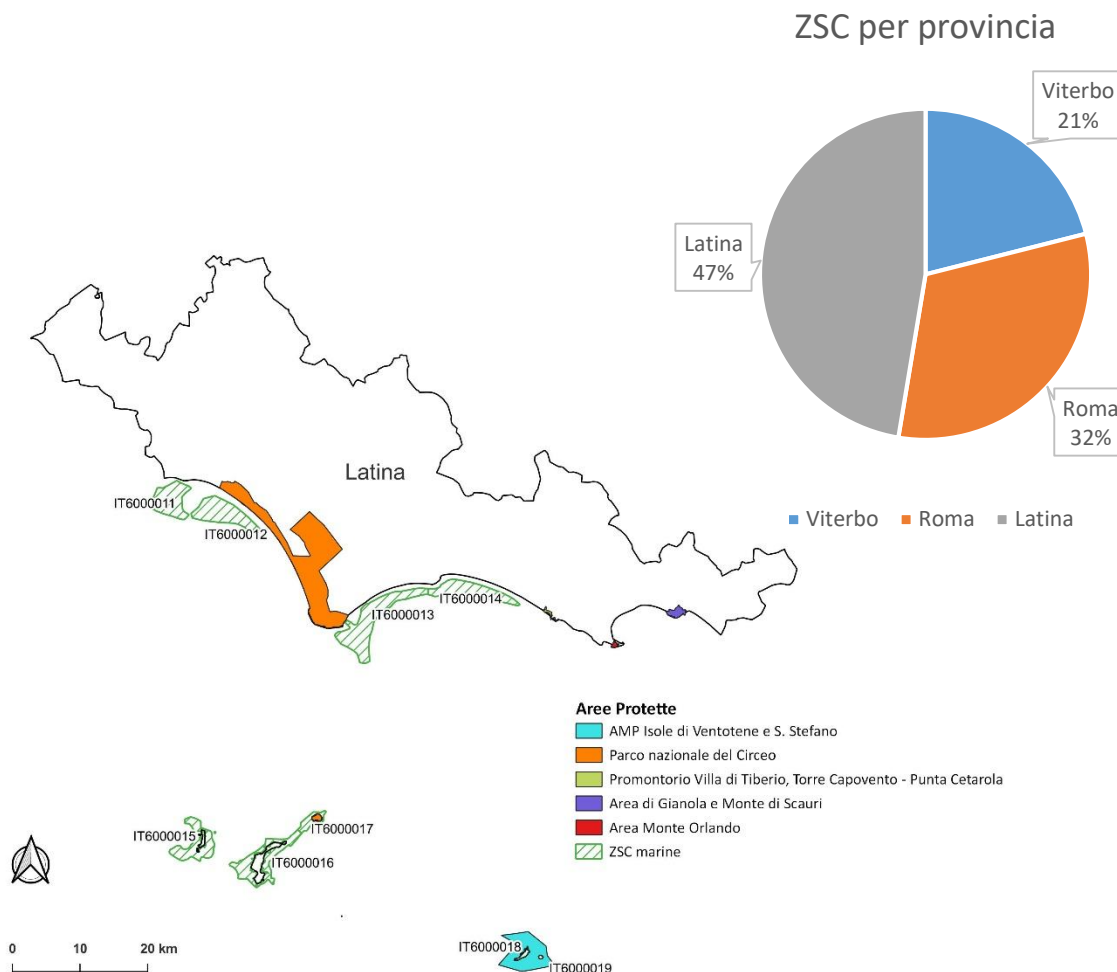 ZSC per provincia
Viterbo
21%
Latina
47%
Roma
32%
Viterbo
Roma
Latina
Latina
IT6000011
IT6000012
IT6000013
IT6000014
Aree Protette
AMP Isole di Ventotene e S. Stefano
Parco nazionale del Circeo
Promontorio Villa di Tiberio, Torre Capovento - Punta Cetarola
Area di Gianola e Monte di Scauri
Area Monte Orlando
ZSC marine
IT6000015
IT6000017
IT6000016
0 10 20 km
IT6000018
IT6000019